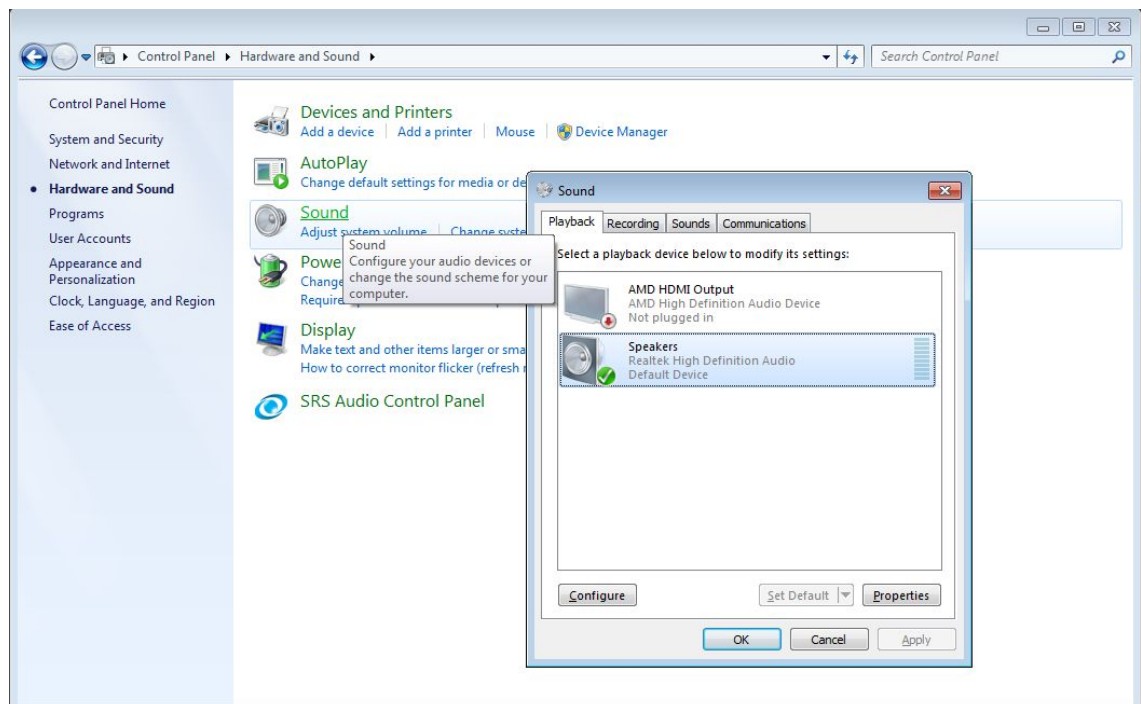 Control Panel
Hardware and Sound
Search Control Panel
Control Panel Home
System and Security
Network and Internet
Hardware and Sound
Programs
User Accounts
Appearance and
Personalization
Clock, Language, and Region
Ease of Access
Devices and Printers
Add a device
Add a printer
Mouse
Device Manager
AutoPlay
Change default settings for media or de
Sound
Adjust system volume
Change syste
Sound
Configure your audio devices or
change the sound scheme for your
computer.
Powe
Change
Require
Display
Make text and other items larger or sma
How to correct monitor flicker (refresh r
SRS Audio Control Panel
Sound
Playback
Recording
Sounds
Communications
Select a playback device below to modify its settings:
AMD HDMI Output
AMD High Definition Audio Device
Not plugged in
Speakers
Realtek High Definition Audio
Default Device
Configure
Set Default
Properties
OK
Cancel
Apply